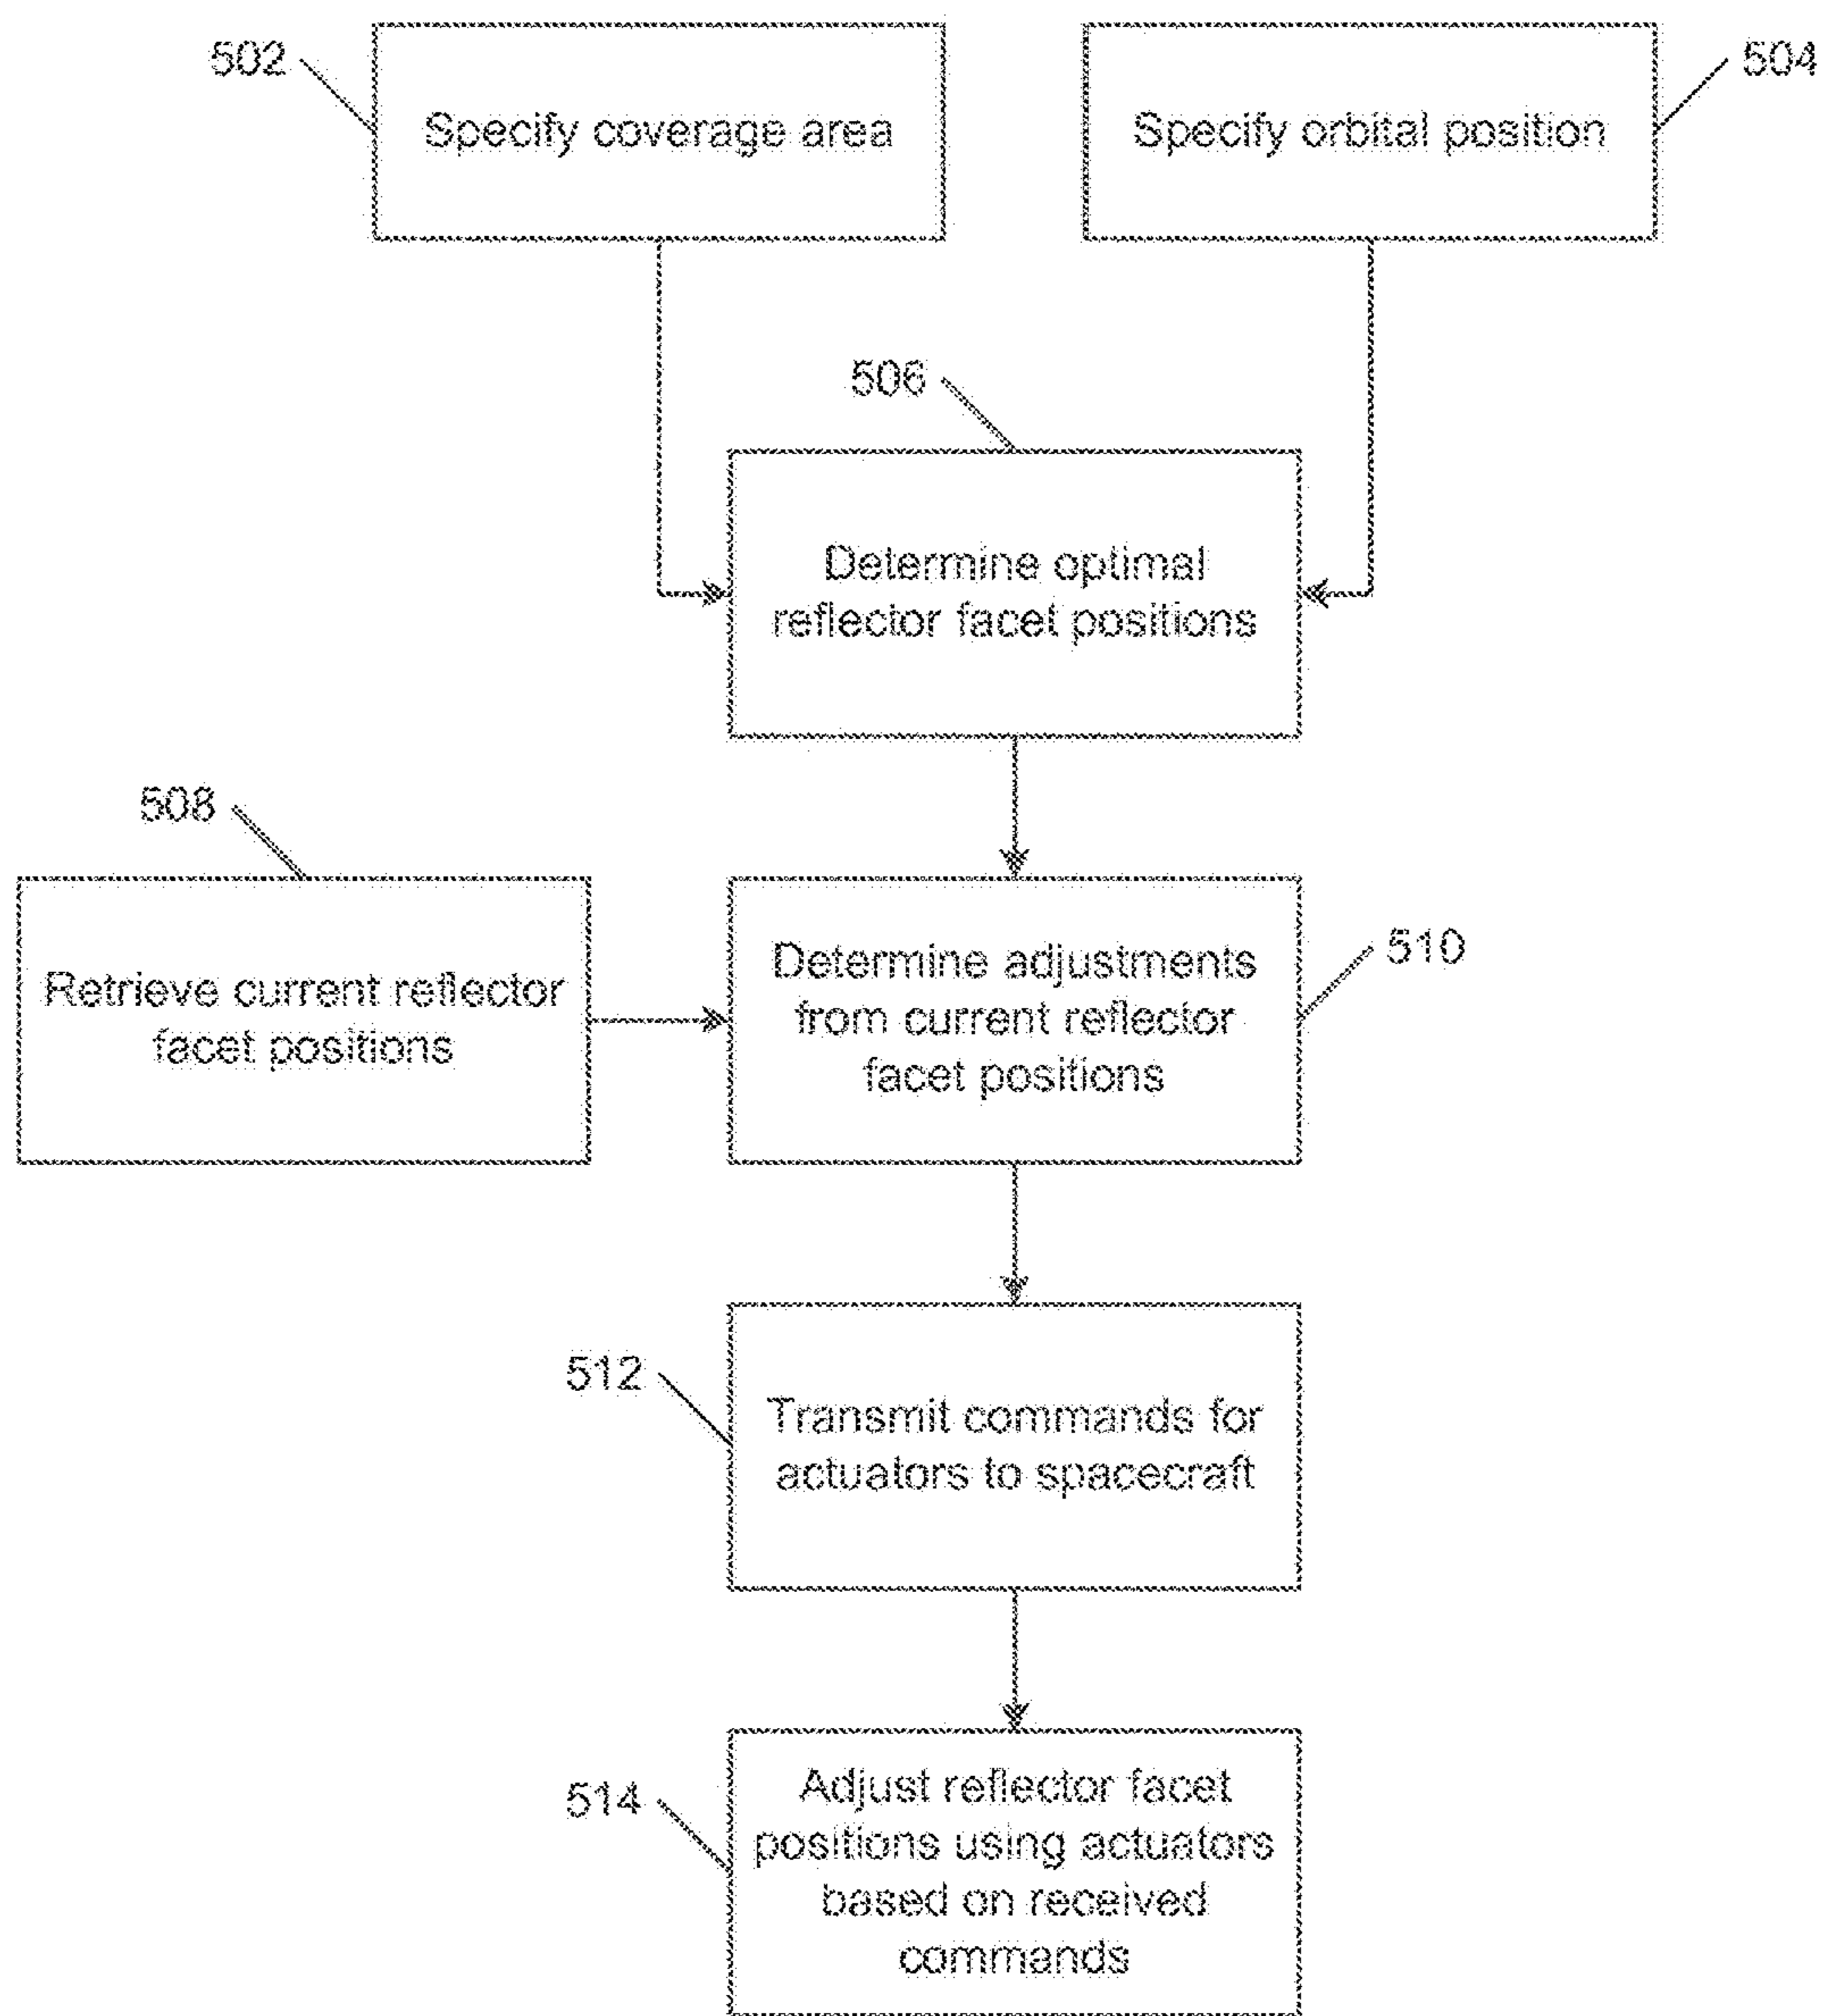 502
Specify coverage area
Specify orbital position
504
506
Determine optimal
reflector facet positions
508
Retrieve current reflector
facet positions
Determine adjustments
from current reflector
facet positions
510
512
Transmit commands for
actuators to spacecraft
514
Adjust reflector facet
positions using actuators
based on received
commands